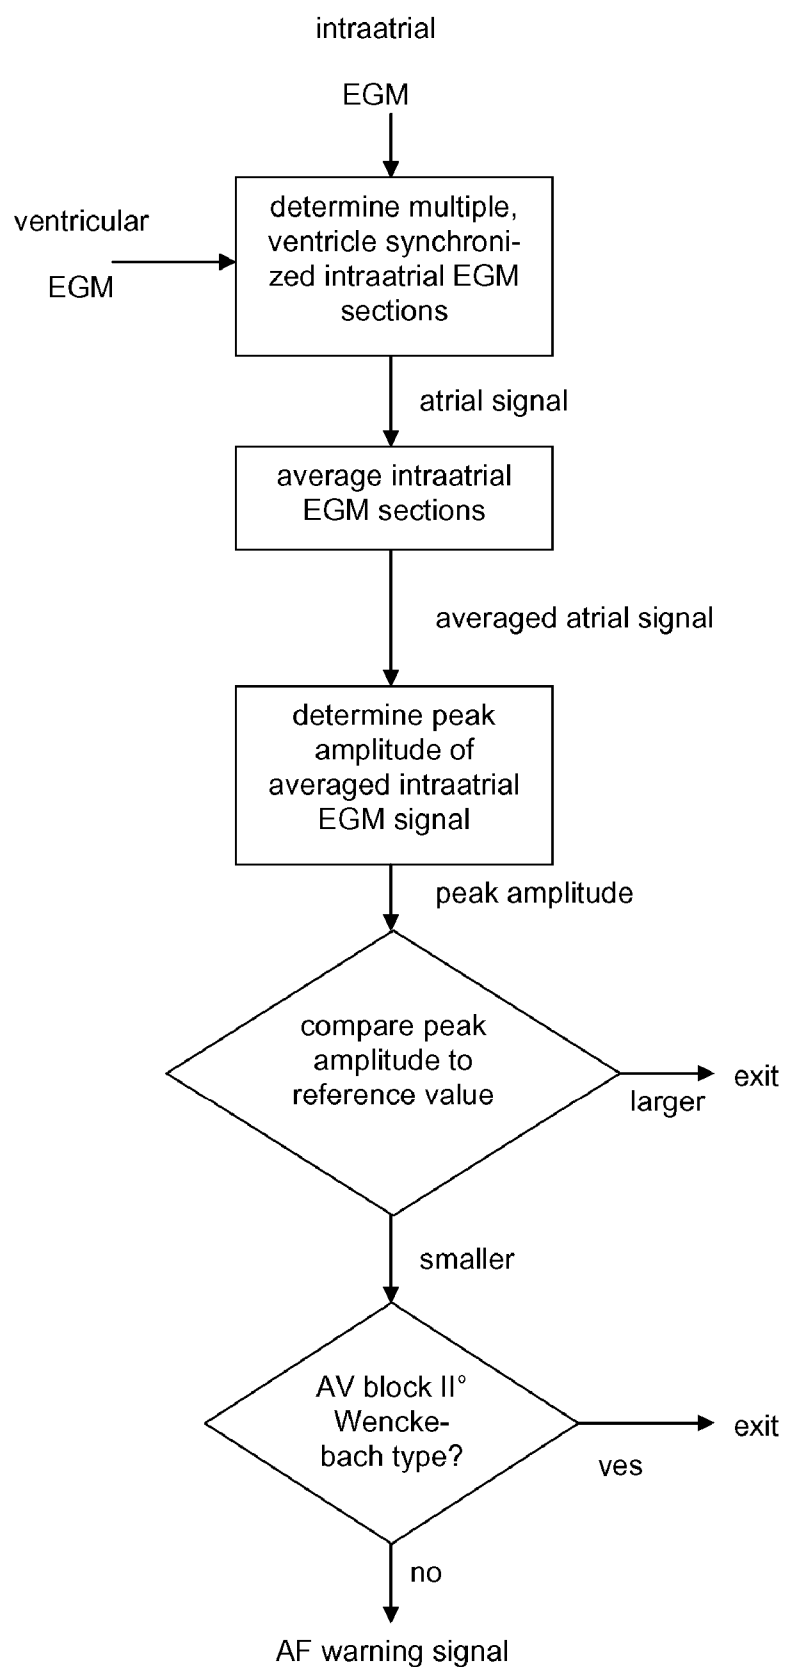 intraatrial
EGM
ventricular
EGM
determine multiple,
ventricle synchroni-
zed intraatrial EGM
sections
atrial signal
average intraatrial
EGM sections
averaged atrial signal
determine peak
amplitude of
averaged intraatrial
EGM signal
peak amplitude
compare peak
amplitude to
reference value
exit
larger
smaller
AV block II°
Wencke-
bach type?
exit
ves
no
AF warning signal